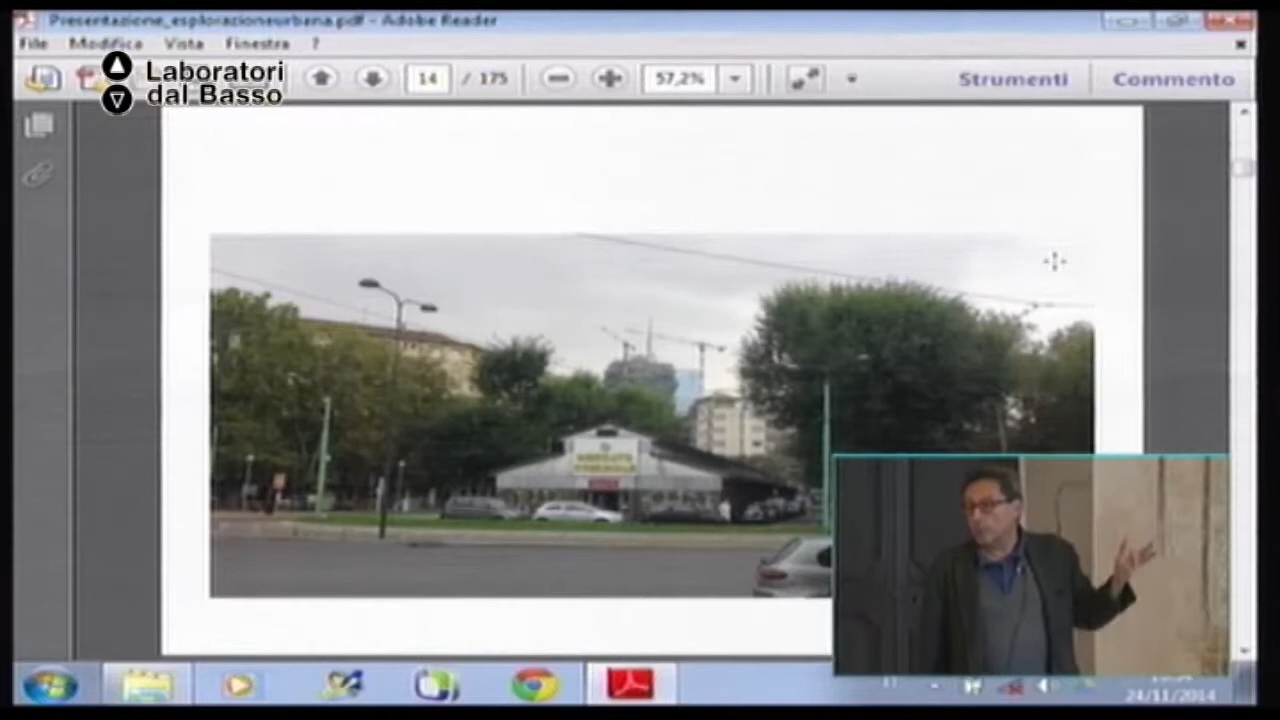 Presentazione_esplorazioneurbana.pdf - Adobe Reader
File Modifica Vista Finestra ?
Laboratori
dal Basso
14 / 175 57,2% Strumenti Commento
24/11/2014